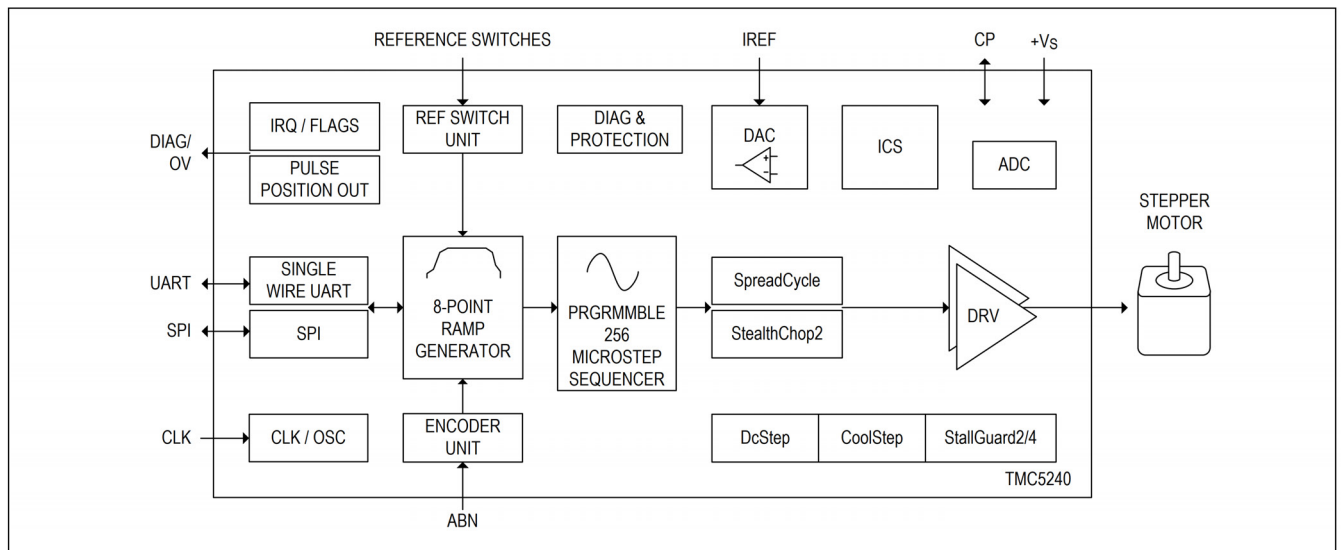 REFERENCE SWITCHES
IREF
CP
+VS
DIAG/
OV
IRQ / FLAGS
PULSE
POSITION OUT
REF SWITCH
UNIT
DIAG &
PROTECTION
DAC
+
-
ICS
ADC
STEPPER
MOTOR
UART
SINGLE
WIRE UART
SPI
SPI
8-POINT
RAMP
GENERATOR
PRGRMMBLE
256
MICROSTEP
SEQUENCER
SpreadCycle
StealthChop2
DRV
CLK
CLK / OSC
ENCODER
UNIT
DcStep
CoolStep
StallGuard2/4
TMC5240
ABN